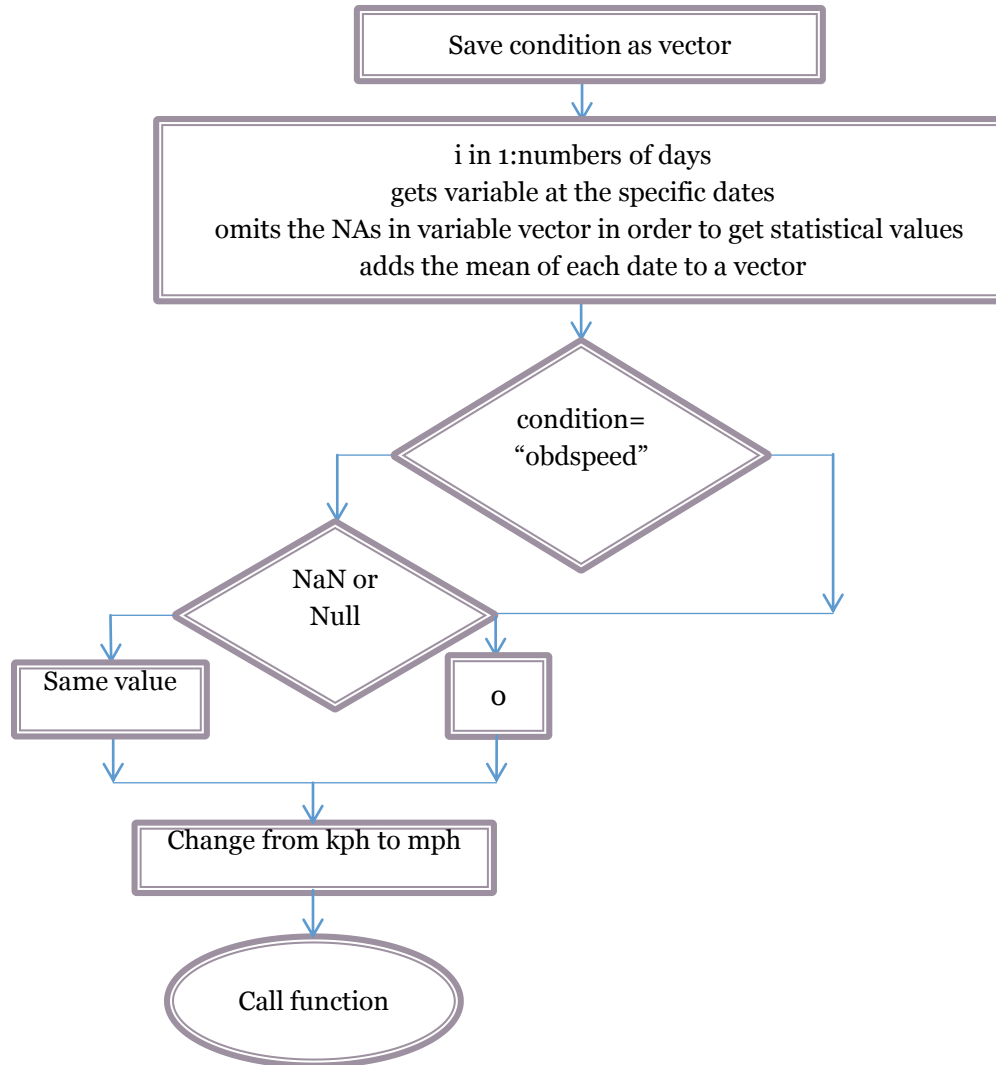 Save condition as vector
i in 1:numbers of days
gets variable at the specific dates
omits the NAs in variable vector in order to get statistical values
adds the mean of each date to a vector
condition=
“obdspeed”
NaN or
Null
Same value
0
Change from kph to mph
Call function